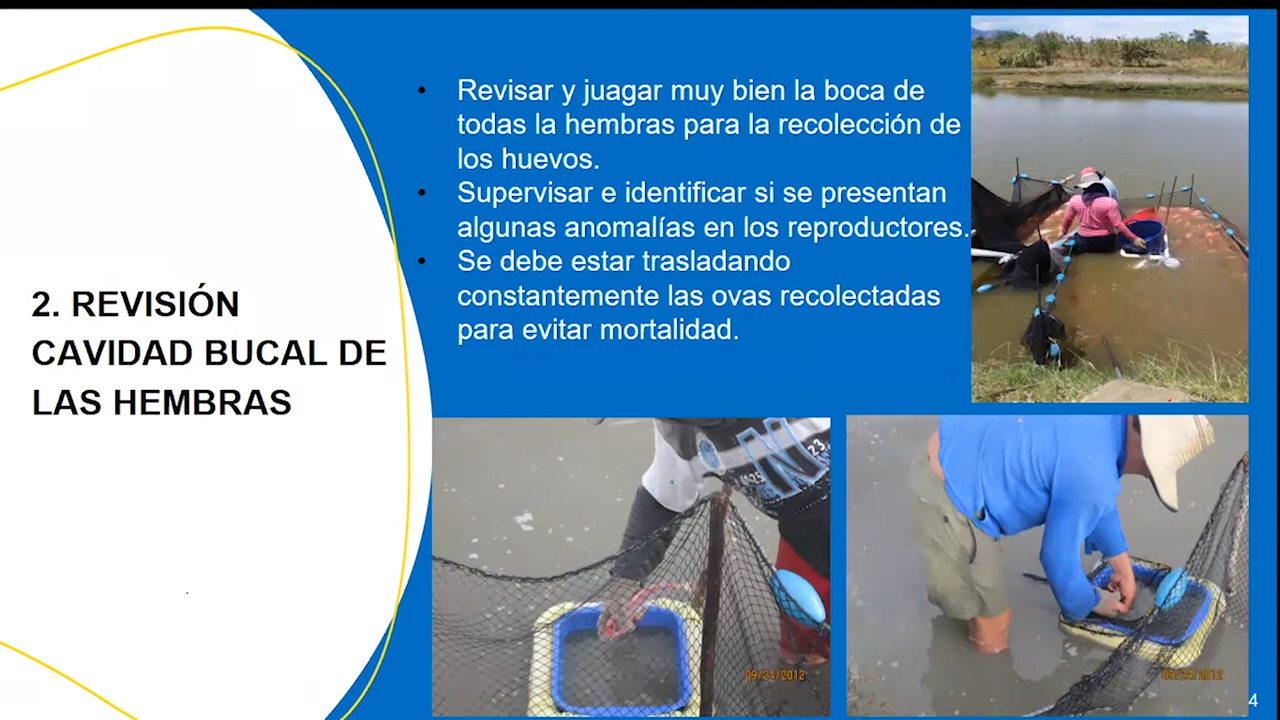 2. REVISIÓN
CAVIDAD BUCAL DE
LAS HEMBRAS
• Revisar y juagar muy bien la boca de
todas la hembras para la recolección de
los huevos.
• Supervisar e identificar si se presentan
algunas anomalías en los reproductores.
• Se debe estar trasladando
constantemente las ovas recolectadas
para evitar mortalidad.
23
09/24/2012
09/24/2012
4